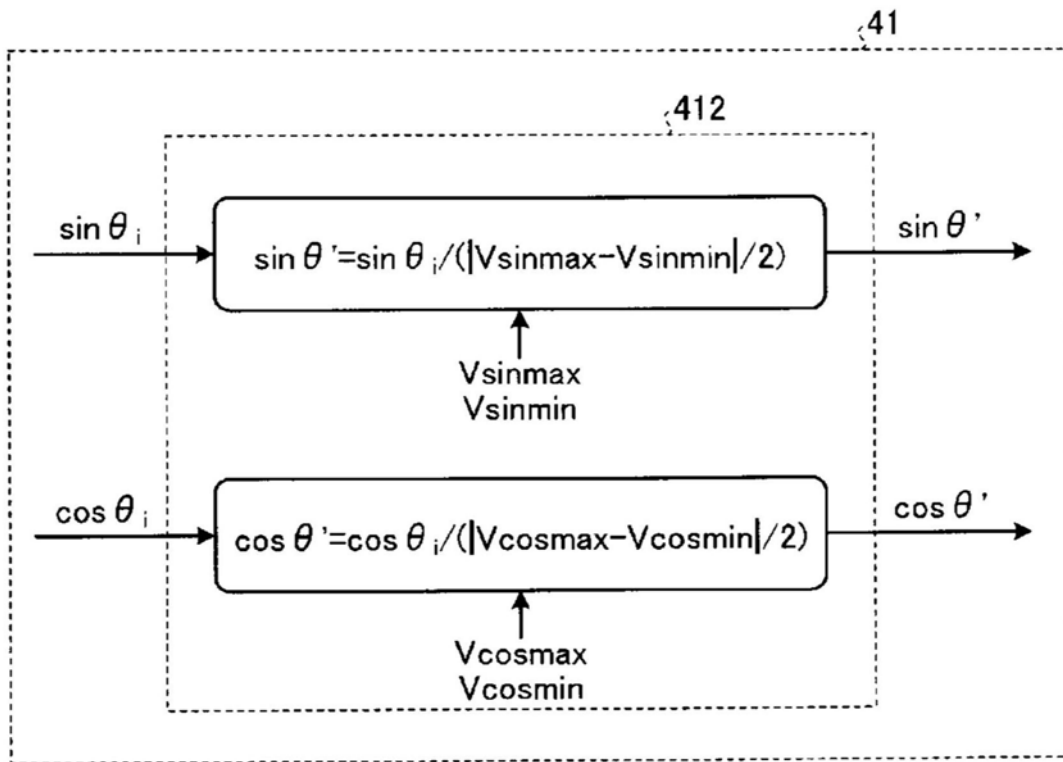 41
412
sin θ i
sin θ'=sin θ i/(|Vsinmax−Vsinmin|/2)
sin θ'
Vsinmax
Vsinmin
cos θ i
cos θ'=cos θ i/(|Vcosmax−Vcosmin|/2)
cos θ'
Vcosmax
Vcosmin